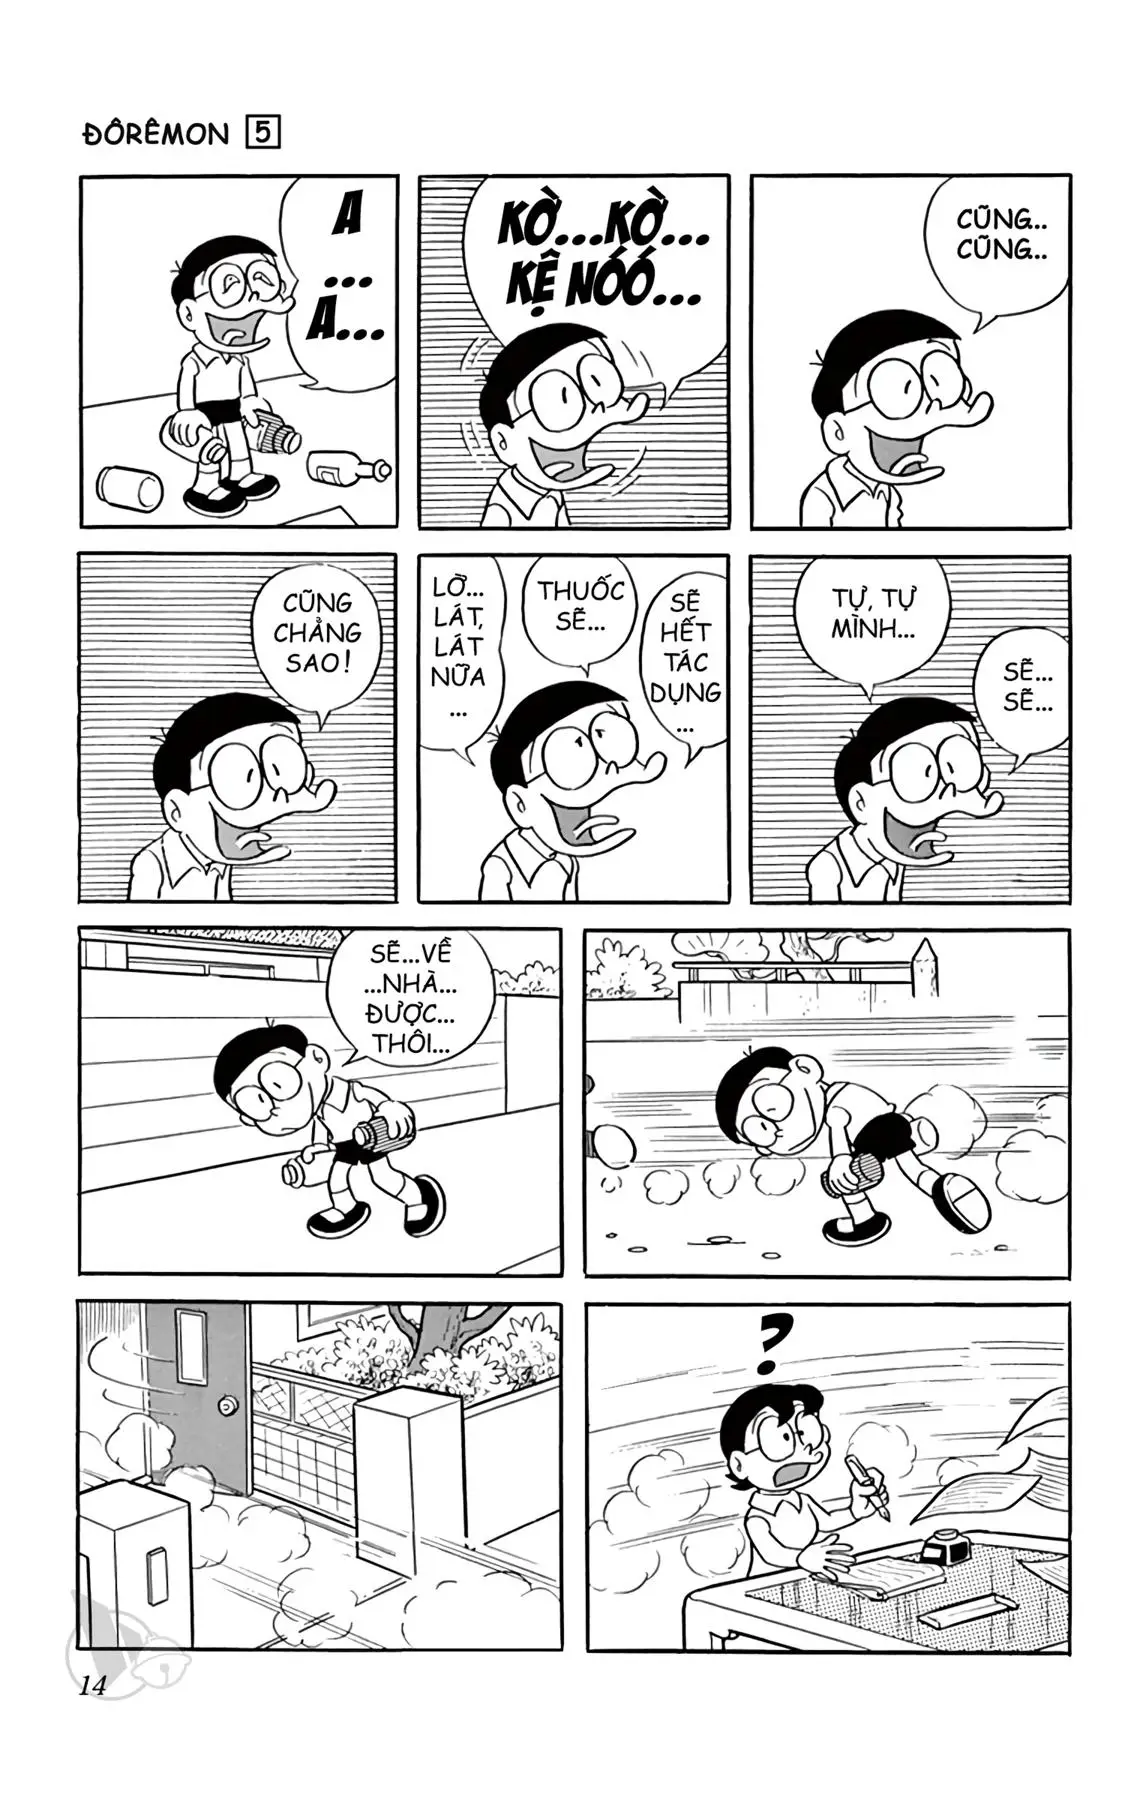 ĐÔRÊMON 5
A
...
A...
KỜ...KỜ...
KỆ NÓÓ...
CŨNG...
CŨNG...
CŨNG
CHẲNG
SAO!
LỜ...
LÁT,
LÁT
NỮA
...
THUỐC
SẼ...
SẼ
HẾT
TÁC
DỤNG
...
TỰ, TỰ
MÌNH...
SẼ...
SẼ...
SẼ...VỀ
...NHÀ...
ĐƯỢC...
THÔI...
?
14